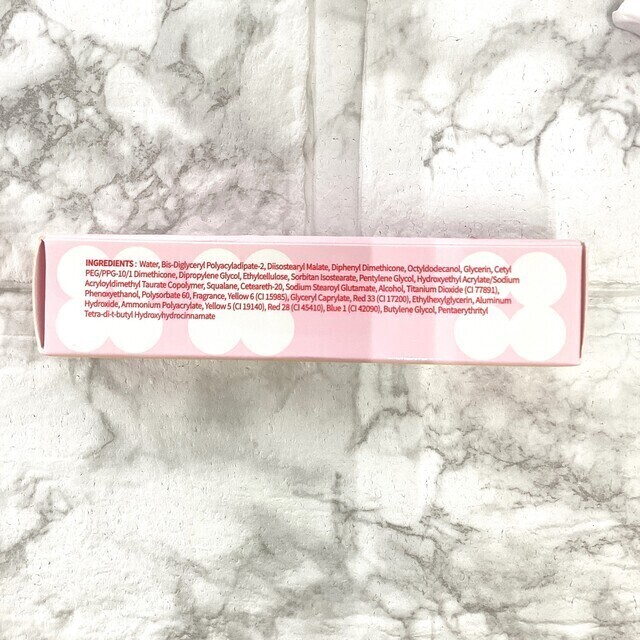 INGREDIENTS : Water, Bis-Diglyceryl Polyacyladipate-2, Diisostearyl Malate, Diphenyl Dimethicone, Octyldodecanol, Glycerin, Cetyl
PEG/PPG-10/1 Dimethicone, Dipropylene Glycol, Ethylcellulose, Sorbitan Isostearate, Pentylene Glycol, Hydroxyethyl Acrylate/Sodium
Acryloyldimethyl Taurate Copolymer, Squalane, Ceteareth-20, Sodium Stearoyl Glutamate, Alcohol, Titanium Dioxide (CI 77891),
Phenoxyethanol, Polysorbate 60, Fragrance, Yellow 6 (CI 15985), Glyceryl Caprylate, Red 33 (CI 17200), Ethylhexylglycerin, Aluminum
Hydroxide, Ammonium Polyacrylate, Yellow 5 (CI 19140), Red 28 (CI 45410), Blue 1 (CI 42090), Butylene Glycol, Pentaerythrityl
Tetra-di-t-butyl Hydroxyhydrocinnamate